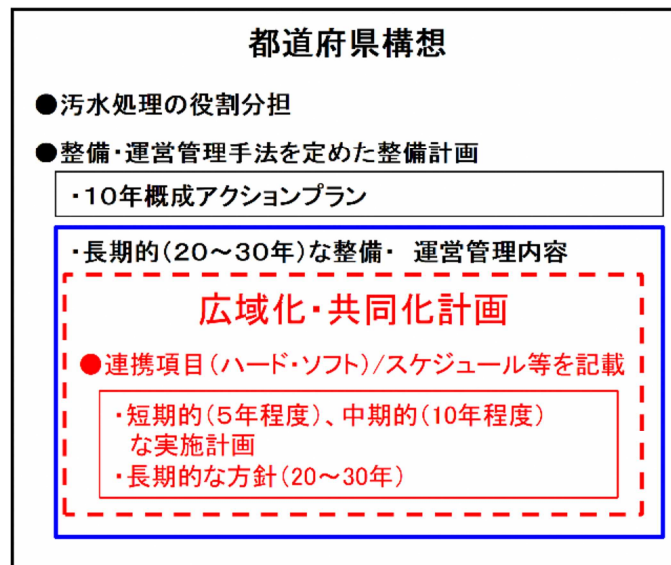 都道府県構想
●汚水処理の役割分担
●整備・運営管理手法を定めた整備計画
・10年概成アクションプラン
・長期的(20～30年)な整備・ 運営管理内容
広域化・共同化計画
●連携項目(ハード・ソフト)/スケジュール等を記載
・短期的(5年程度)、中期的(10年程度)
な実施計画
・長期的な方針(20～30年)